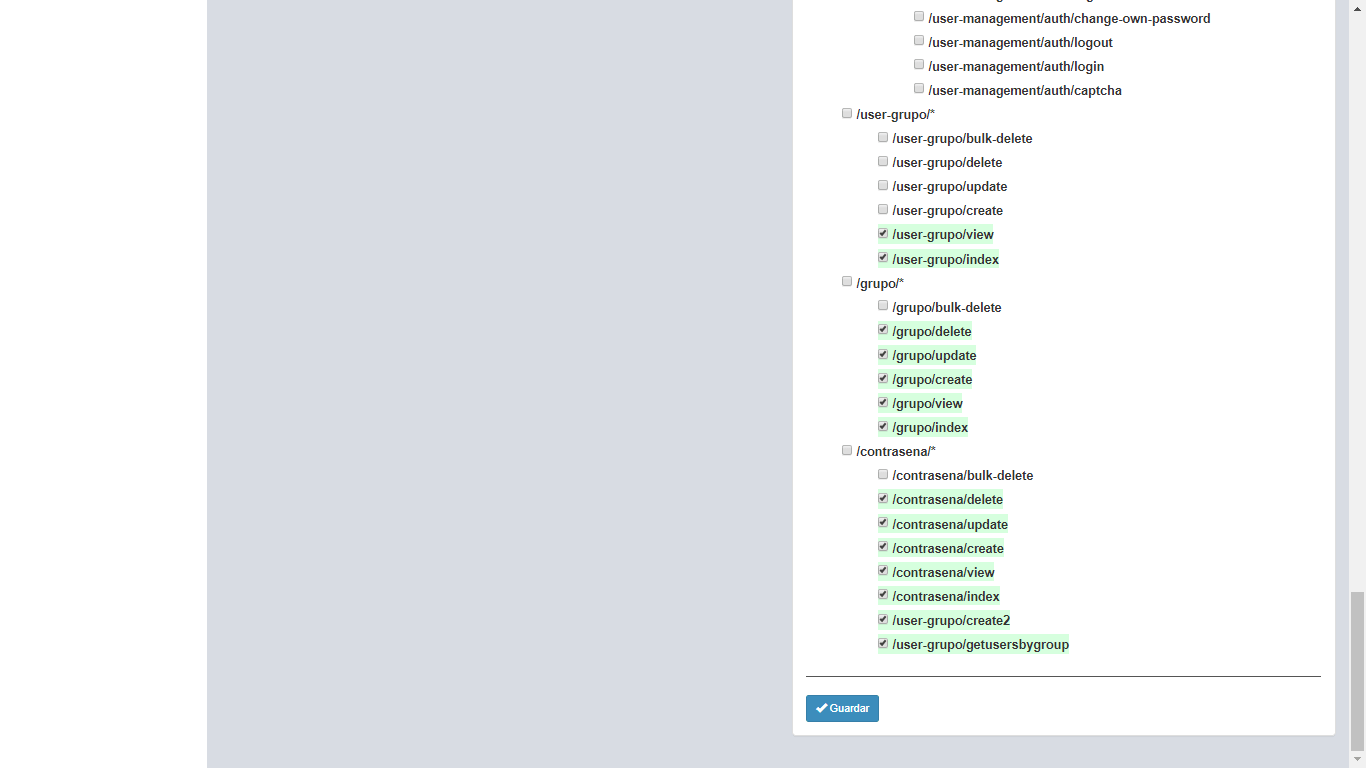 /user-management/auth/change-own-password
/user-management/auth/logout
/user-management/auth/login
/user-management/auth/captcha
/user-grupo/*
/user-grupo/bulk-delete
/user-grupo/delete
/user-grupo/update
/user-grupo/create
/user-grupo/view
/user-grupo/index
/grupo/*
/grupo/bulk-delete
/grupo/delete
/grupo/update
/grupo/create
/grupo/view
/grupo/index
/contrasena/*
/contrasena/bulk-delete
/contrasena/delete
/contrasena/update
/contrasena/create
/contrasena/view
/contrasena/index
/user-grupo/create2
/user-grupo/getusersbygroup
Guardar